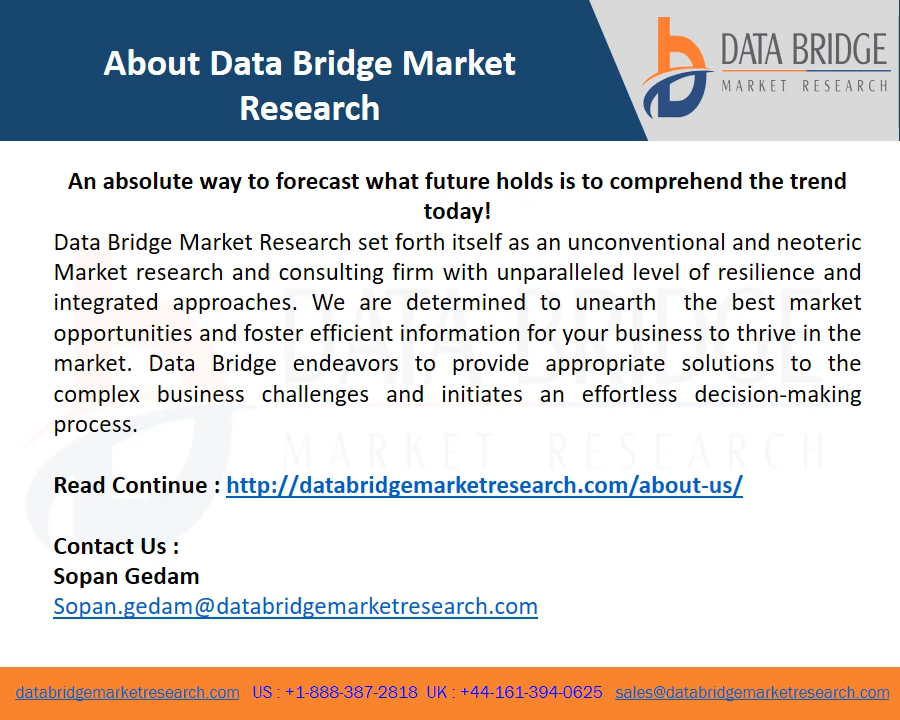 About Data Bridge Market
Research
DATA BRIDGE
MARKET RESEARCH
An absolute way to forecast what future holds is to comprehend the trend
today!
Data Bridge Market Research set forth itself as an unconventional and neoteric
Market research and consulting firm with unparalleled level of resilience and
integrated approaches. We are determined to unearth the best market
opportunities and foster efficient information for your business to thrive in the
market. Data Bridge endeavors to provide appropriate solutions to the
complex business challenges and initiates an effortless decision-making
process.
DATA BRIDGE
MARKET RESEARCH
Read Continue : http://databridgemarketresearch.com/about-us/
Contact Us :
Sopan Gedam
Sopan.gedam@databridgemarketresearch.com
databridgemarketresearch.com US : +1-888-387-2818 UK : +44-161-394-0625 sales@databridgemarketresearch.com